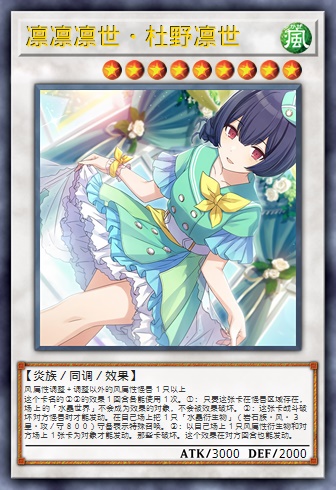 凛凛凛世・杜野凛世
風
【炎族／同调／效果】
风属性调整＋调整以外的风属性怪兽1只以上
这个卡名的①②的效果1回合各能使用1次。①：只要这张卡在怪兽区域存在，
场上的「水晶世界」不会成为效果的对象，不会被效果破坏。②：这张卡战斗破
坏对方怪兽时才能发动。在自己场上把1只「水晶衍生物」（岩石族・风・3
星・攻／守800）守备表示特殊召唤。②：以自己场上1只风属性衍生物和对
方场上1张卡为对象才能发动。那些卡破坏。这个效果在对方回合也能发动。
ATK/3000 DEF/2000